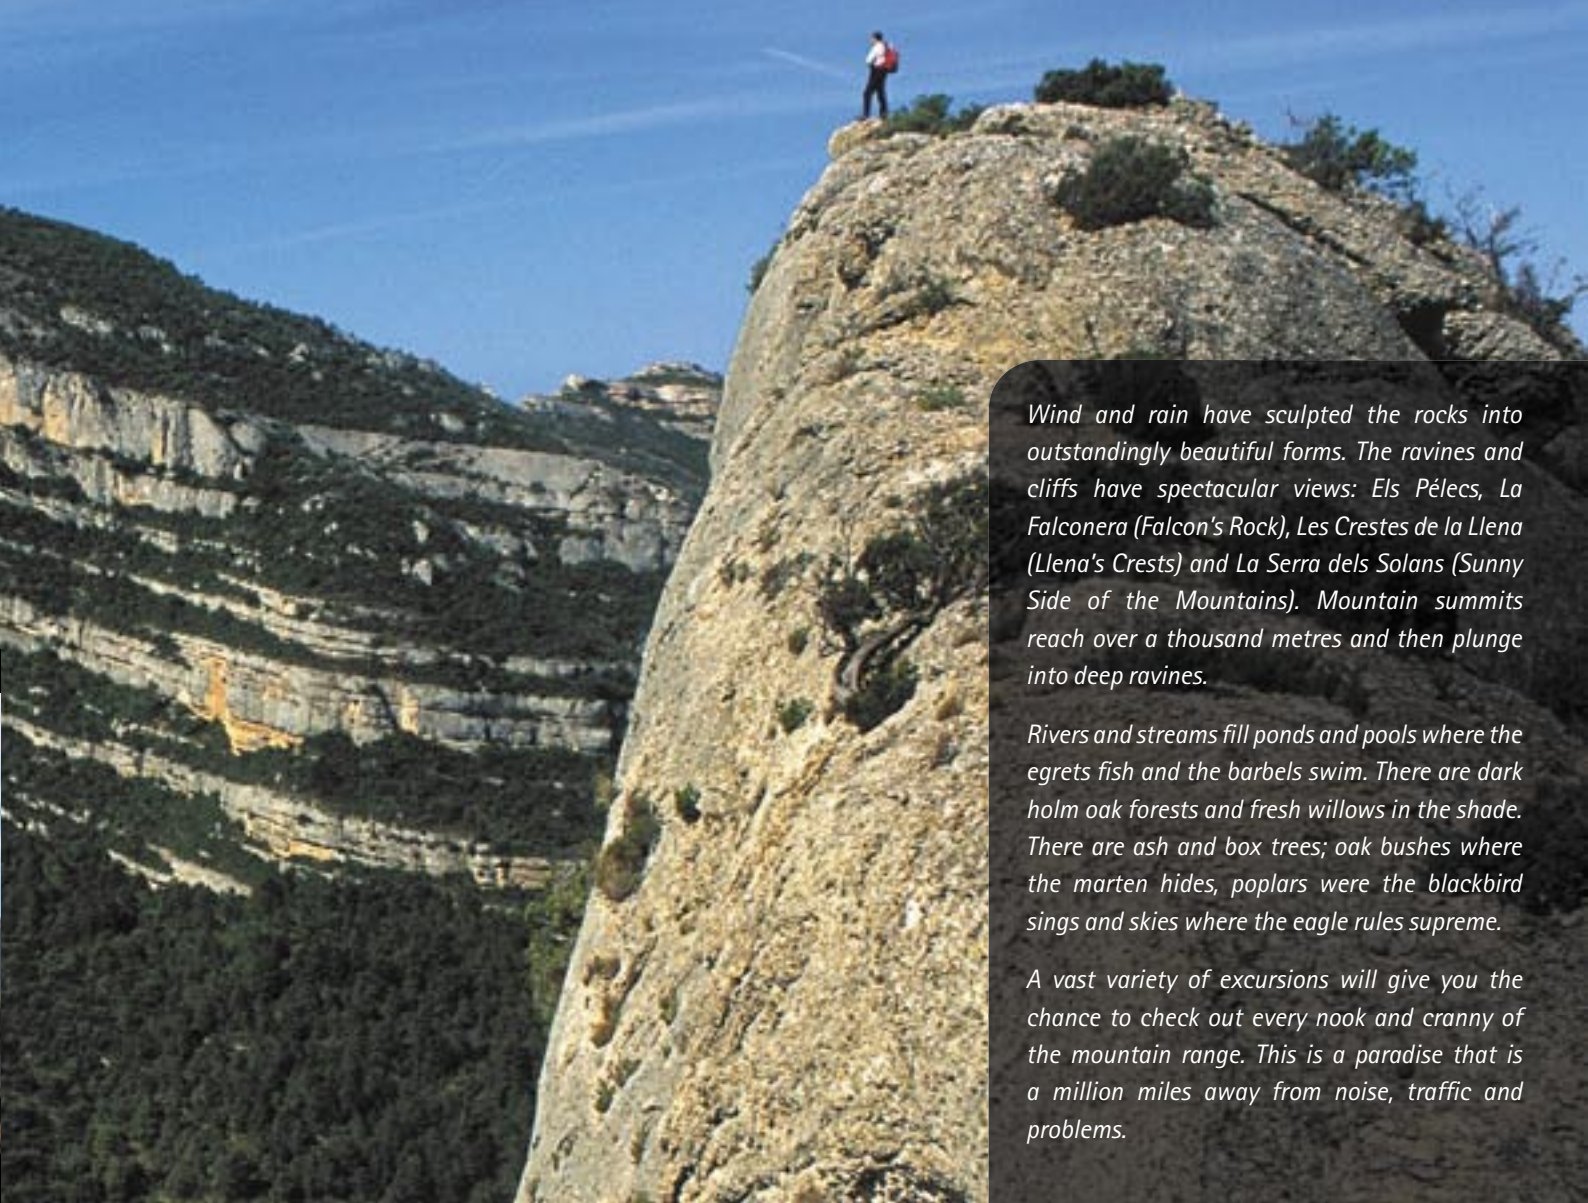 Wind and rain have sculpted the rocks into
outstandingly beautiful forms. The ravines and
cliffs have spectacular views: Els Pélecs, La
Falconera (Falcon's Rock), Les Crestes de la Llena
(Llena's Crests) and La Serra dels Solans (Sunny
Side of the Mountains). Mountain summits
reach over a thousand metres and then plunge
into deep ravines.
Rivers and streams fill ponds and pools where the
egrets fish and the barbels swim. There are dark
holm oak forests and fresh willows in the shade.
There are ash and box trees; oak bushes where
the marten hides, poplars were the blackbird
sings and skies where the eagle rules supreme.
A vast variety of excursions will give you the
chance to check out every nook and cranny of
the mountain range. This is a paradise that is
a million miles away from noise, traffic and
problems.